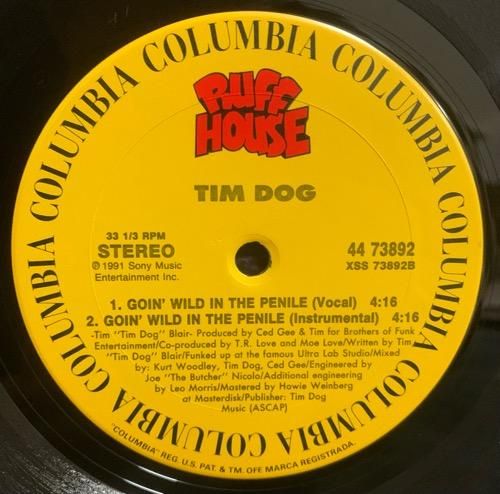 COLUMBIA COLUMBIA COLUMBIA COLUMBIA COLUMBIA COLUMBIA COLUMBIA
RUFF
HOUSE
TIM DOG
33 1/3 RPM
STEREO
℗1991 Sony Music
Entertainment Inc.
44 73892
XSS 73892B
1. GOIN' WILD IN THE PENILE (Vocal) 4:16
2. GOIN' WILD IN THE PENILE (Instrumental) 4:16
-Tim "Tim Dog" Blair- Produced by Ced Gee & Tim for Brothers of Funk
Entertainment/Co-produced by T.R. Love and Moe Love/Written by Tim
"Tim Dog" Blair/Funked up at the famous Ultra Lab Studio/Mixed
by: Kurt Woodley, Tim Dog, Ced Gee/Engineered by
Joe "The Butcher" Nicolo/Additional engineering
by Leo Morris/Mastered by Howie Weinberg
at Masterdisk/Publisher: Tim Dog
Music (ASCAP)
"COLUMBIA" REG. U.S. PAT. & TM. OFF. MARCA REGISTRADA.